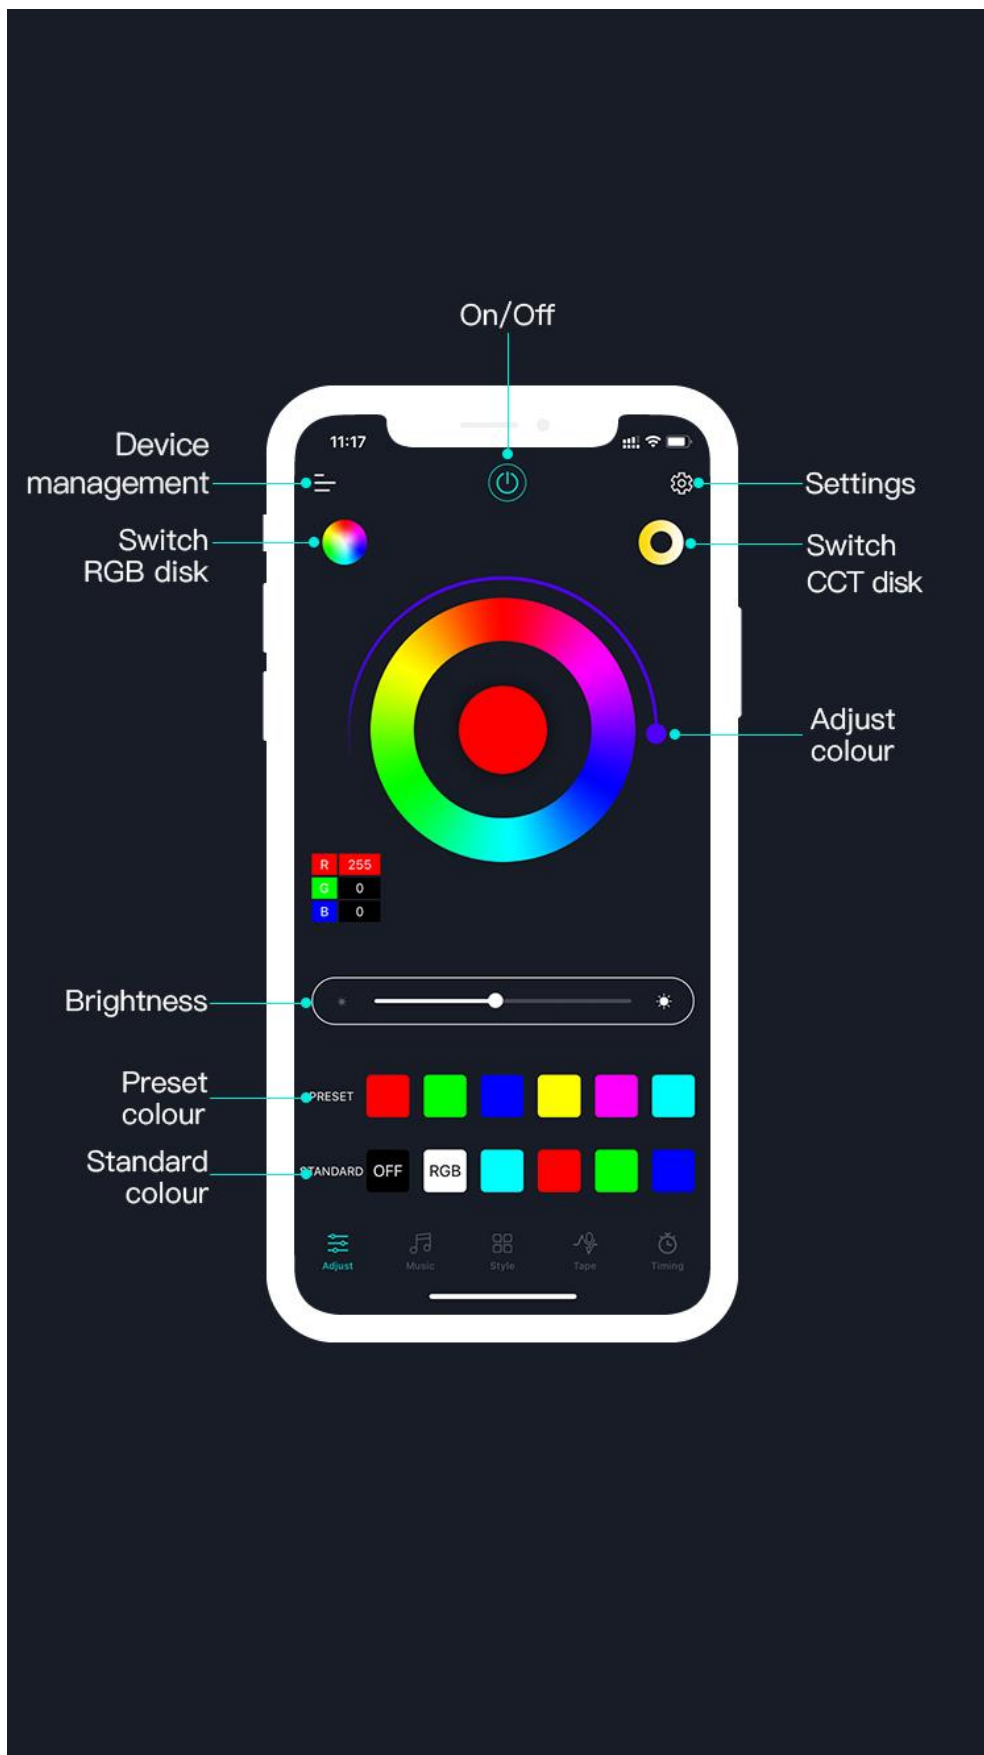 On/Off
11:17
Device
management
Settings
Switch
RGB disk
Switch
CCT disk
Adjust
colour
R 255
G 0
B 0
Brightness
Preset
colour
PRESET
Standard
colour
STANDARD OFF RGB
Adjust Music Style Tape Timing